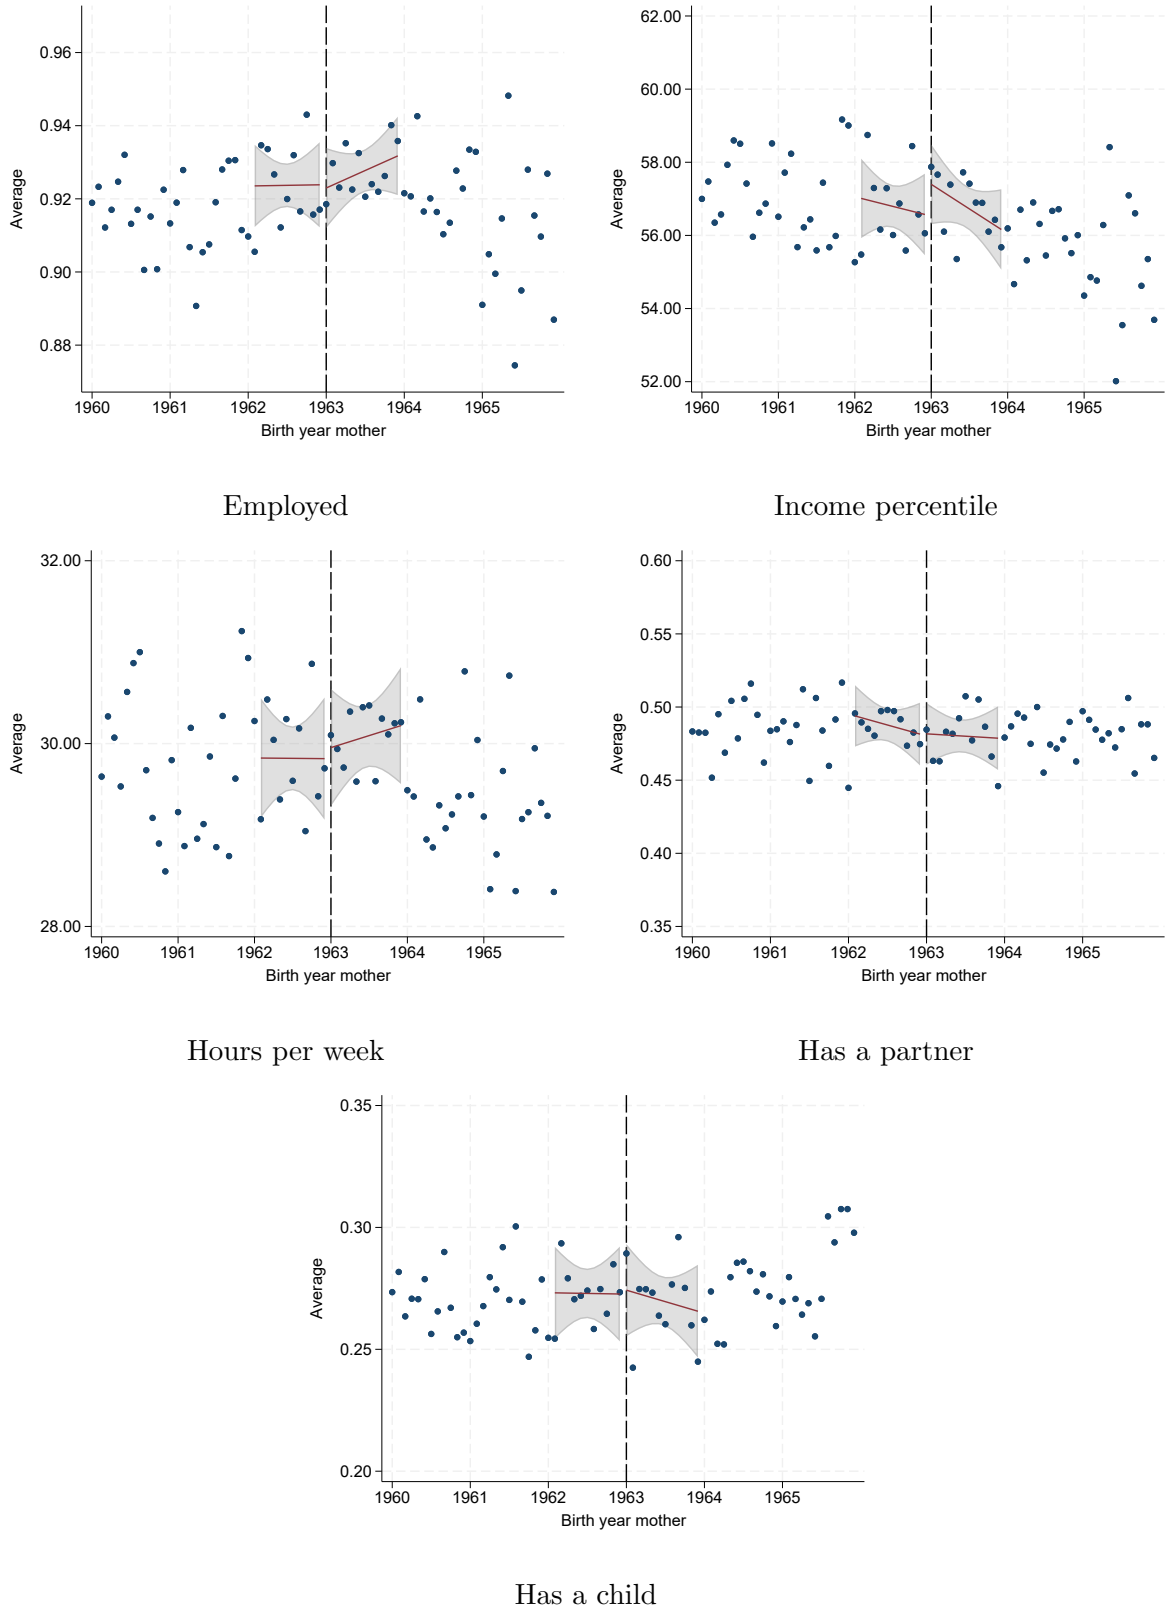 0.96
0.94
0.92
0.90
0.88
Average
1960 1961 1962 1963 1964 1965
Birth year mother
Employed
62.00
60.00
58.00
56.00
54.00
52.00
Average
1960 1961 1962 1963 1964 1965
Birth year mother
Income percentile
32.00
30.00
28.00
Average
1960 1961 1962 1963 1964 1965
Birth year mother
Hours per week
0.60
0.55
0.50
0.45
0.40
0.35
Average
1960 1961 1962 1963 1964 1965
Birth year mother
Has a partner
0.35
0.30
0.25
0.20
Average
1960 1961 1962 1963 1964 1965
Birth year mother
Has a child